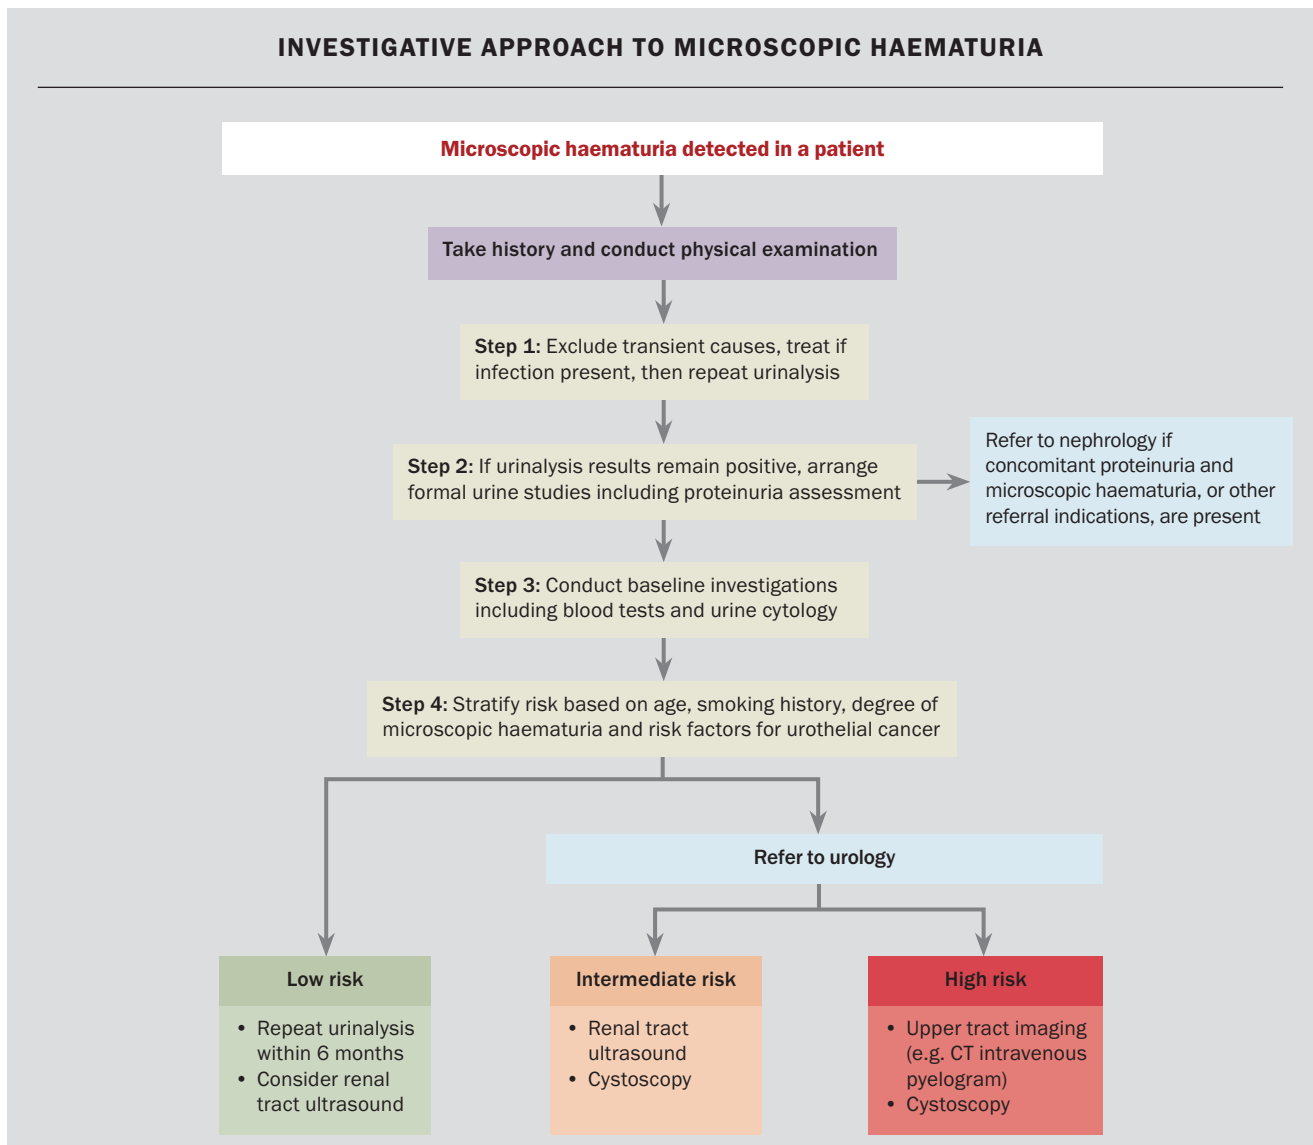 INVESTIGATIVE APPROACH TO MICROSCOPIC HAEMATURIA
Microscopic haematuria detected in a patient
Take history and conduct physical examination
Step 1: Exclude transient causes, treat if
infection present, then repeat urinalysis
Step 2: If urinalysis results remain positive, arrange
formal urine studies including proteinuria assessment
Refer to nephrology if
concomitant proteinuria and
microscopic haematuria, or other
referral indications, are present
Step 3: Conduct baseline investigations
including blood tests and urine cytology
Step 4: Stratify risk based on age, smoking history, degree of
microscopic haematuria and risk factors for urothelial cancer
Refer to urology
Low risk
• Repeat urinalysis
within 6 months
• Consider renal
tract ultrasound
Intermediate risk
• Renal tract
ultrasound
• Cystoscopy
High risk
• Upper tract imaging
(e.g. CT intravenous
pyelogram)
• Cystoscopy